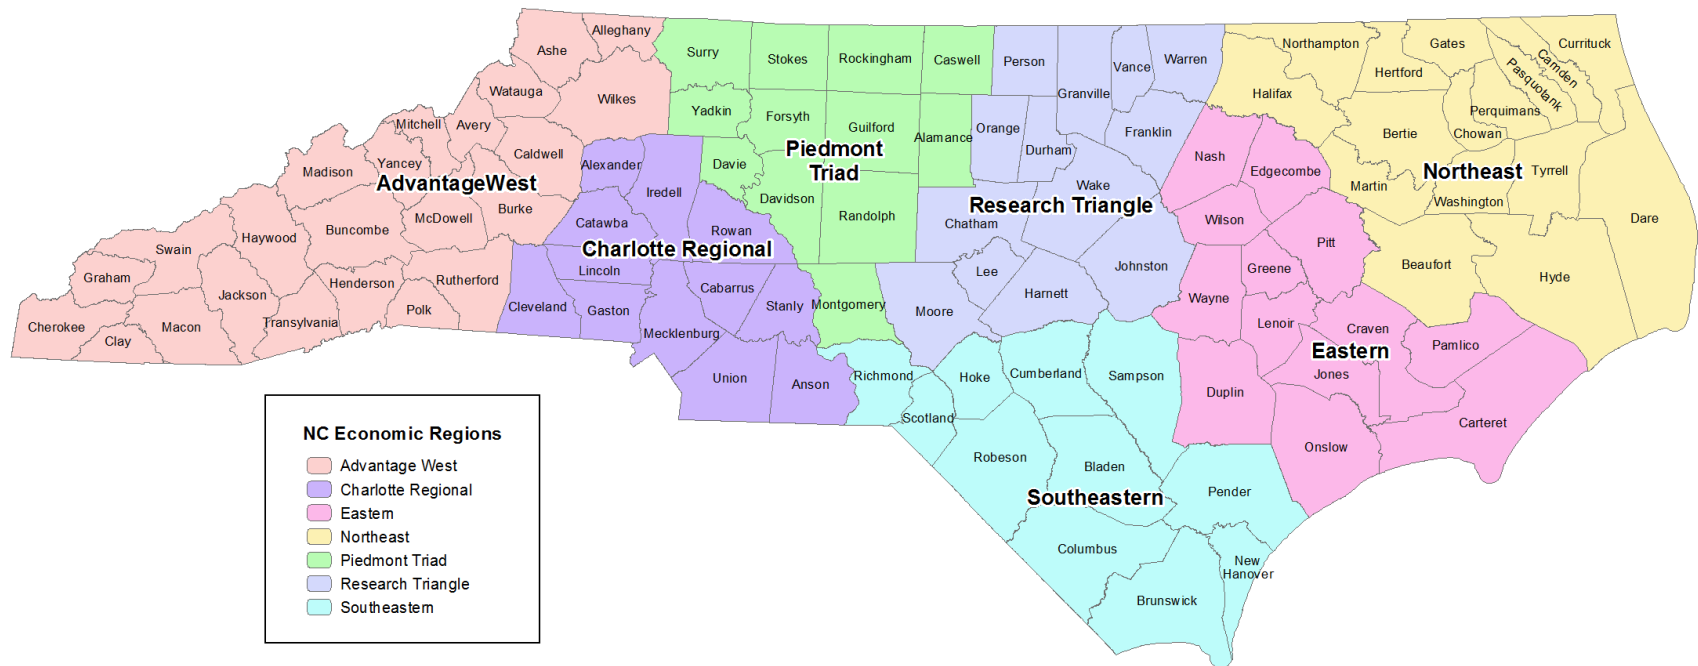 Alleghany
Ashe
Surry
Stokes
Rockingham
Caswell
Person
Vance
Warren
Northampton
Gates
Currituck
Camden
Pasquotank
Hertford
Watauga
Wilkes
Yadkin
Forsyth
Guilford
Alamance
Granville
Orange
Durham
Franklin
Halifax
Bertie
Perquimans
Chowan
Mitchell
Avery
Yancey
Caldwell
Madison
AdvantageWest
Alexander
Iredell
Davie
Piedmont
Triad
Davidson
Randolph
Wake
Research Triangle
Chatham
Nash
Edgecombe
Martin
Northeast
Washington
Tyrrell
Dare
McDowell
Burke
Buncombe
Haywood
Swain
Graham
Catawba
Rowan
Charlotte Regional
Lincoln
Wilson
Pitt
Beaufort
Hyde
Lee
Johnston
Harnett
Greene
Wayne
Rutherford
Henderson
Jackson
Polk
Transylvania
Macon
Cherokee
Clay
Cleveland
Gaston
Cabarrus
Stanly
Montgomery
Moore
Mecklenburg
Lenoir
Craven
Pamlico
Eastern
Jones
Union
Anson
Richmond
Hoke
Cumberland
Sampson
Duplin
Scotland
Carteret
Onslow
Robeson
Bladen
Southeastern
Pender
Columbus
New
Hanover
Brunswick
NC Economic Regions
Advantage West
Charlotte Regional
Eastern
Northeast
Piedmont Triad
Research Triangle
Southeastern